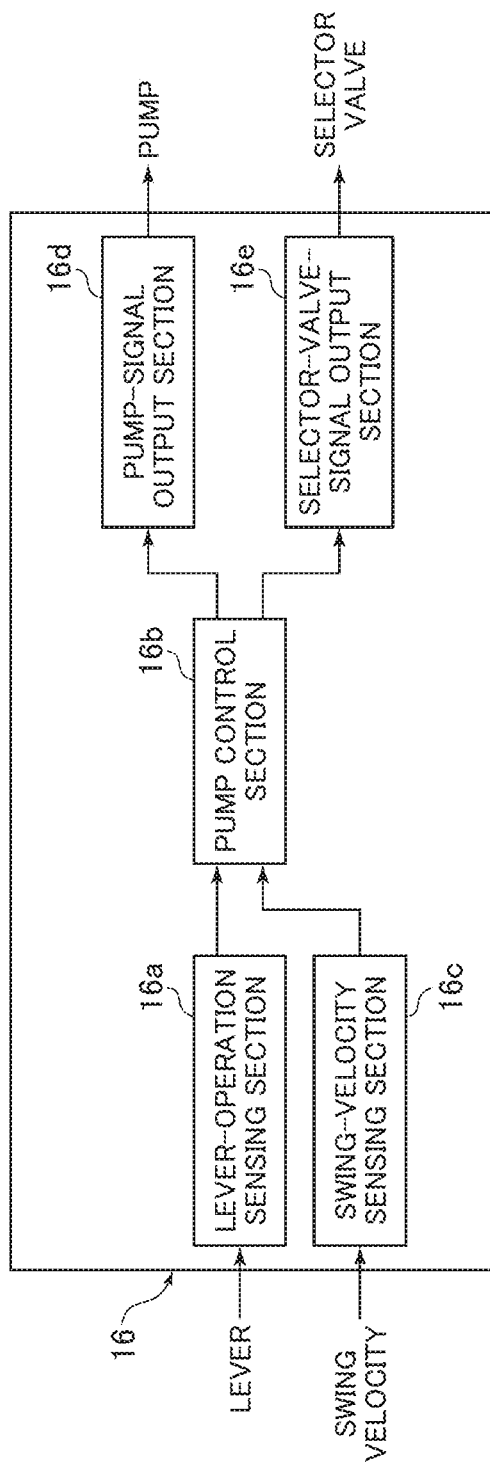 16
LEVER
SWING
VELOCITY
16a
LEVER-OPERATION
SENSING SECTION
SWING-VELOCITY
SENSING SECTION
16c
16b
PUMP CONTROL
SECTION
16d
PUMP-SIGNAL
OUTPUT SECTION
16e
SELECTOR-VALVE-
SIGNAL OUTPUT
SECTION
PUMP
SELECTOR
VALVE